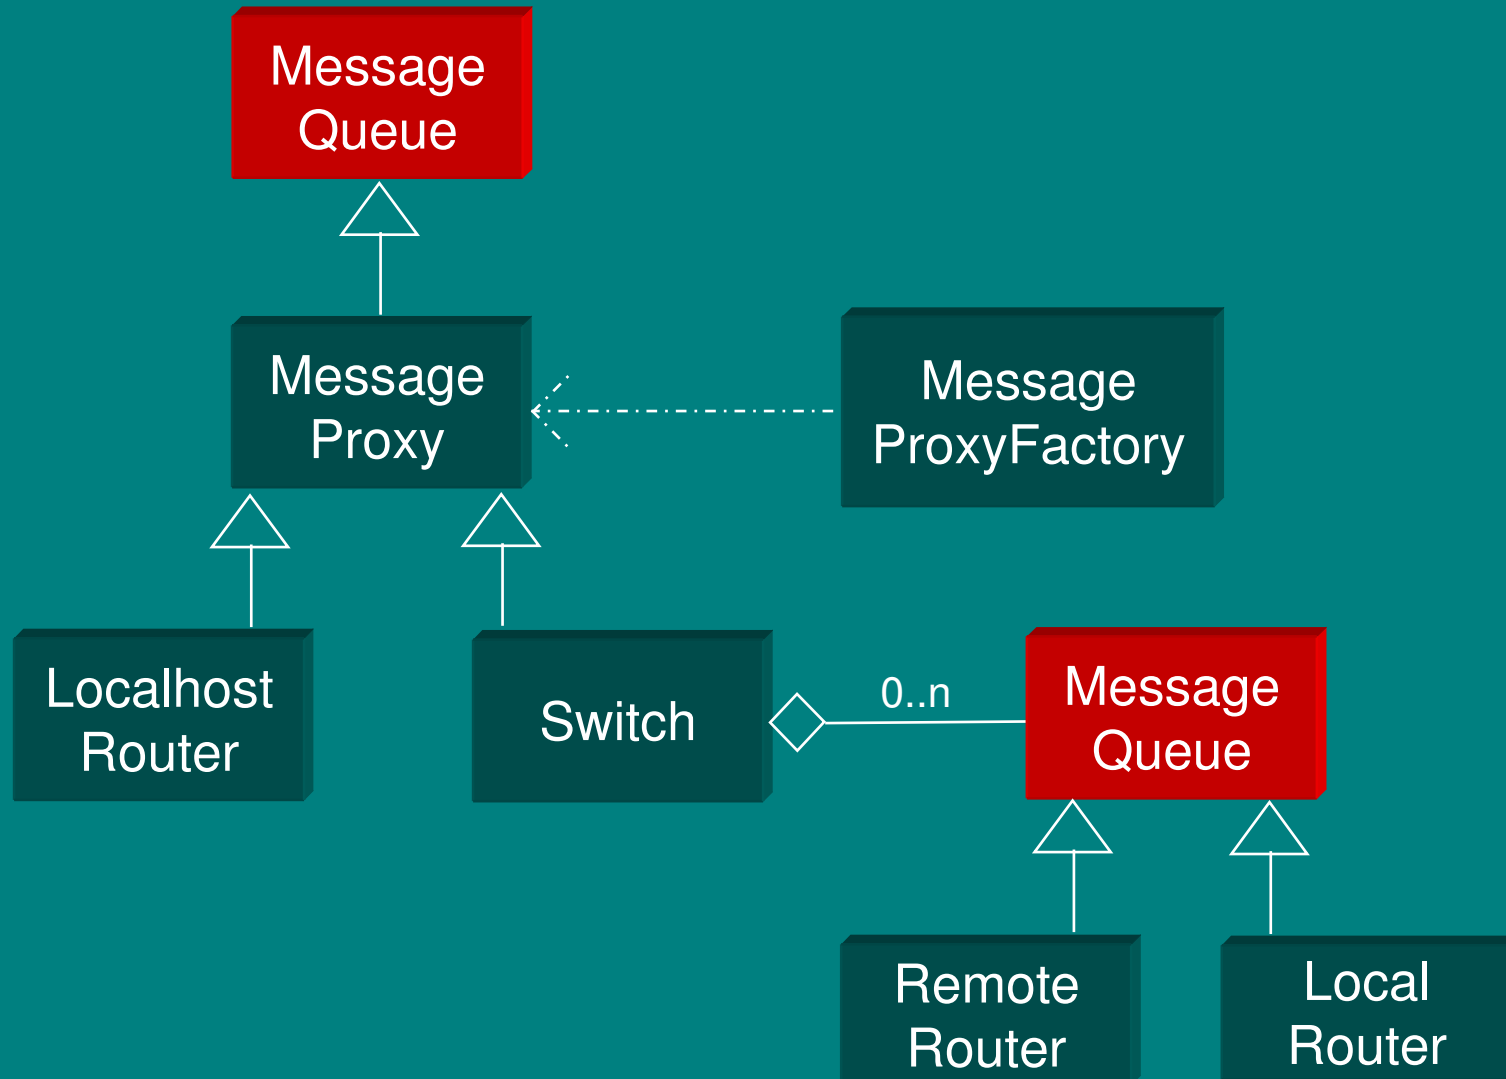 Message
Queue
Message
Proxy
Message
ProxyFactory
Localhost
Router
Switch
0..n
Message
Queue
Remote
Router
Local
Router